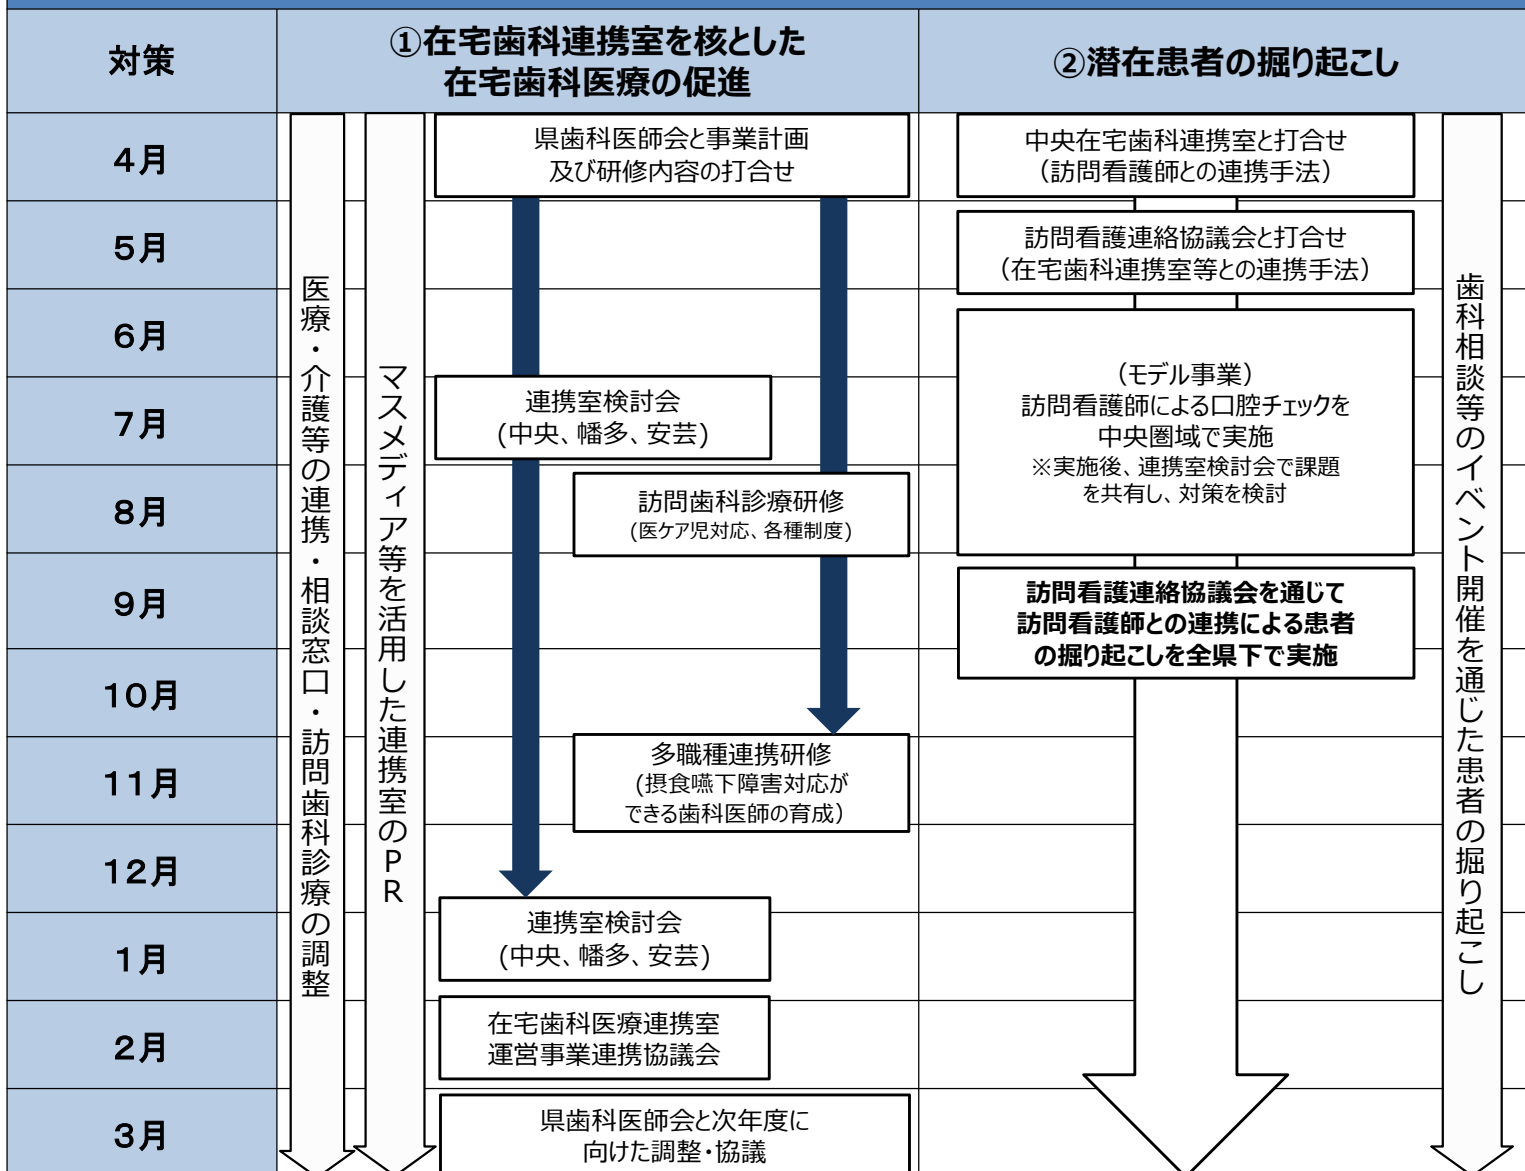 対策
①在宅歯科連携室を核とした
在宅歯科医療の促進
②潜在患者の掘り起こし
4月
5月
6月
7月
8月
9月
10月
11月
12月
1月
2月
3月
医療・介護等の連携・相談窓口・訪問歯科診療の調整
マスメディア等を活用した連携室のPR
県歯科医師会と事業計画
及び研修内容の打合せ
連携室検討会
(中央、幡多、安芸)
訪問歯科診療研修
(医ケア児対応、各種制度)
多職種連携研修
(摂食嚥下障害対応が
できる歯科医師の育成)
連携室検討会
(中央、幡多、安芸)
在宅歯科医療連携室
運営事業連携協議会
県歯科医師会と次年度に
向けた調整・協議
中央在宅歯科連携室と打合せ
(訪問看護師との連携手法)
訪問看護連絡協議会と打合せ
(在宅歯科連携室等との連携手法)
(モデル事業)
訪問看護師による口腔チェックを
中央圏域で実施
※実施後、連携室検討会で課題
を共有し、対策を検討
訪問看護連絡協議会を通じて
訪問看護師との連携による患者
の掘り起こしを全県下で実施
歯科相談等のイベント開催を通じた患者の掘り起こし